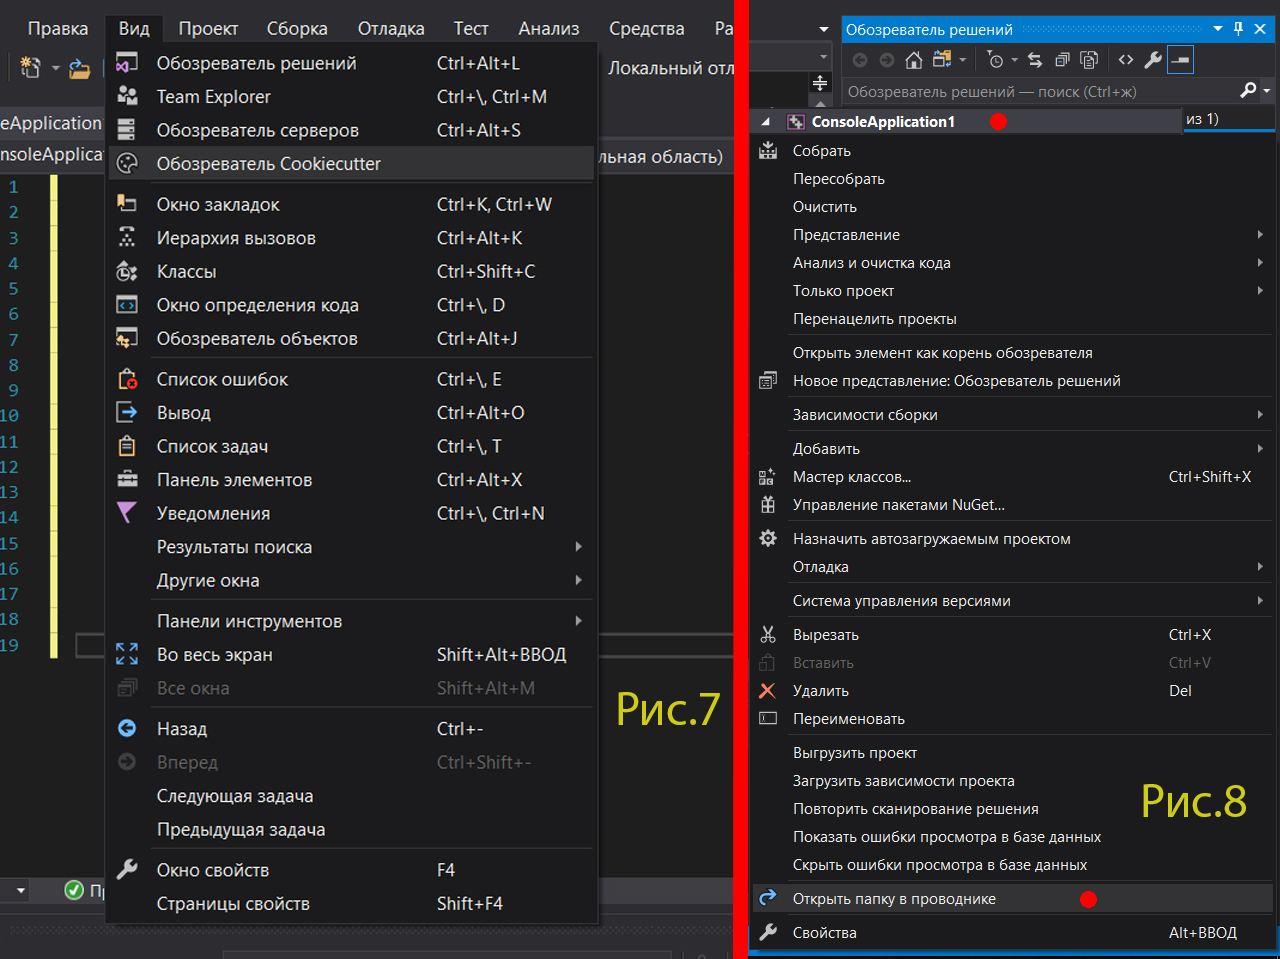 Правка Вид Проект Сборка Отладка Тест Анализ Средства
Локальный
Обозреватель решений Ctrl+Alt+L
Team Explorer Ctrl+\, Ctrl+M
Обозреватель серверов Ctrl+Alt+S
Обозреватель Cookiecutter
Окно закладок Ctrl+K, Ctrl+W
Иерархия вызовов Ctrl+Alt+K
Классы Ctrl+Shift+C
Окно определения кода Ctrl+\, D
Обозреватель объектов Ctrl+Alt+J
Список ошибок Ctrl+\, E
Вывод Ctrl+Alt+O
Список задач Ctrl+\, T
Панель элементов Ctrl+Alt+X
Уведомления Ctrl+\, Ctrl+N
Результаты поиска
Другие окна
Панели инструментов
Во весь экран Shift+Alt+ВВОД
Все окна Shift+Alt+M
Назад Ctrl+-
Вперед Ctrl+Shift+-
Следующая задача
Предыдущая задача
Окно свойств F4
Страницы свойств Shift+F4
область)
1
2
3
4
5
6
7
8
9
10
11
12
13
14
15
16
17
18
19
Рис.7
Обозреватель решений
Обозреватель решений — поиск (Ctrl+ж)
ConsoleApplication1
из 1)
Собрать
Пересобрать
Очистить
Представление
Анализ и очистка кода
Только проект
Перенацелить проекты
Открыть элемент как корень обозревателя
Новое представление: Обозреватель решений
Зависимости сборки
Добавить
Мастер классов... Ctrl+Shift+X
Управление пакетами NuGet...
Назначить автозагружаемым проектом
Отладка
Система управления версиями
Вырезать Ctrl+X
Вставить Ctrl+V
Удалить Del
Переименовать
Выгрузить проект
Загрузить зависимости проекта
Повторить сканирование решения
Показать ошибки просмотра в базе данных
Скрыть ошибки просмотра в базе данных
Открыть папку в проводнике
Свойства Alt+ВВОД
Рис.8